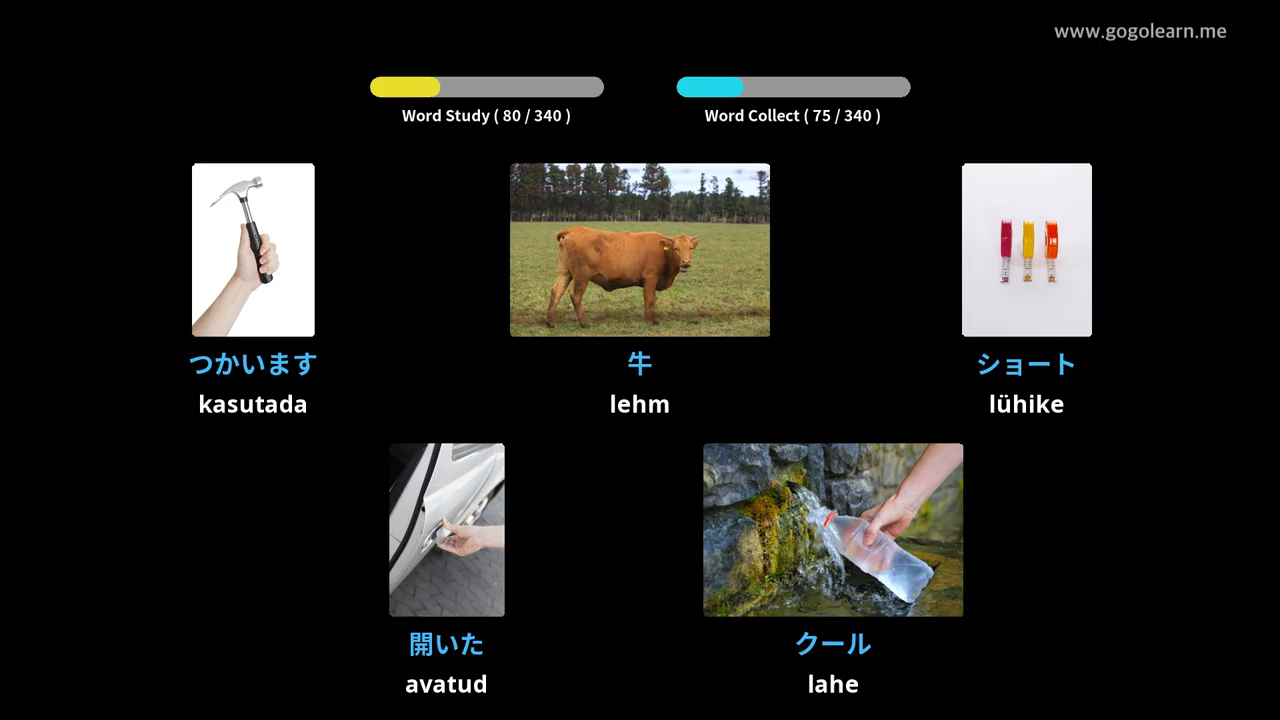 www.gogolearn.me
Word Study ( 80 / 340 )
Word Collect ( 75 / 340 )
つかいます
kasutada
牛
lehm
ショート
lühike
開いた
avatud
クール
lahe